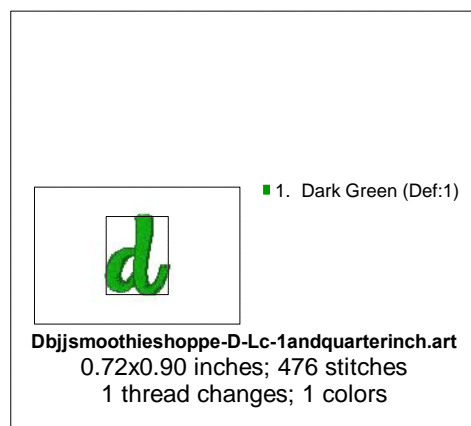 1. Dark Green (Def:1)
d
Dbjjsmoothieshoppe-D-Lc-1andquarterinch.art
0.72x0.90 inches; 476 stitches
1 thread changes; 1 colors